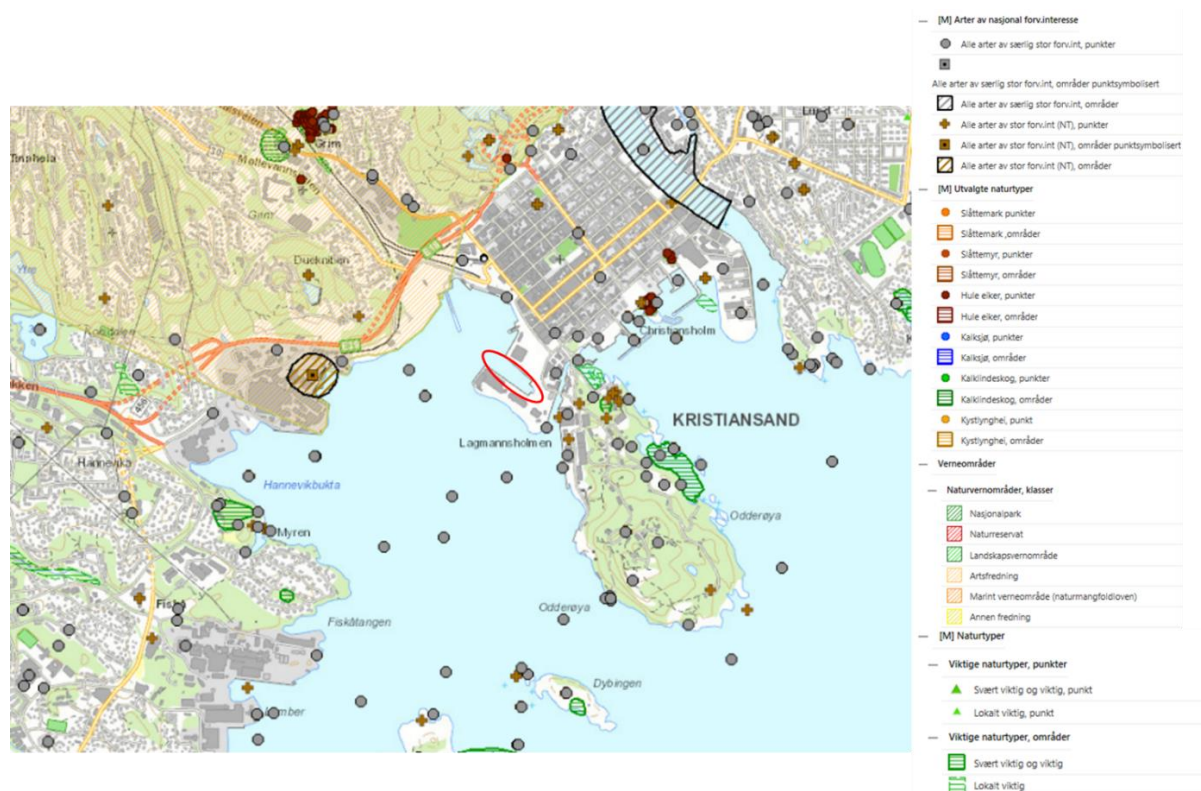 [M] Arter av nasjonal forv.interesse
Alle arter av særlig stor forv.int, punkter
Alle arter av særlig stor forv.int, områder punktsymbolisert
Alle arter av særlig stor forv.int, områder
Alle arter av stor forv.int (NT), punkter
Alle arter av stor forv.int (NT), områder punktsymbolisert
Alle arter av stor forv.int (NT), områder
[M] Utvalgte naturtyper
Slåttemark punkter
Slåttemark ,områder
Slåttemyr, punkter
Slåttemyr, områder
Hule eiker, punkter
Hule eiker, områder
Kalksjø, punkter
Kalksjø, områder
Kalklindeskog, punkter
Kalklindeskog, områder
Kystlynghei, punkt
Kystlynghei, områder
Verneområder
Naturvernområder, klasser
Nasjonalpark
Naturreservat
Landskapsvernområde
Artsfredning
Marint verneområde (naturmangfoldloven)
Annen fredning
[M] Naturtyper
Viktige naturtyper, punkter
Svært viktig og viktig, punkt
Lokalt viktig, punkt
Viktige naturtyper, områder
Svært viktig og viktig
Lokalt viktig
Grim
Møllevannsveien
Grim
Duekniben
Christiansholm
KRISTIANSAND
Lagmannsholmen
Hannevika
Hannevikbukta
Odderøya
Myren
Odderøya
Fiskåtangen
Dybingen